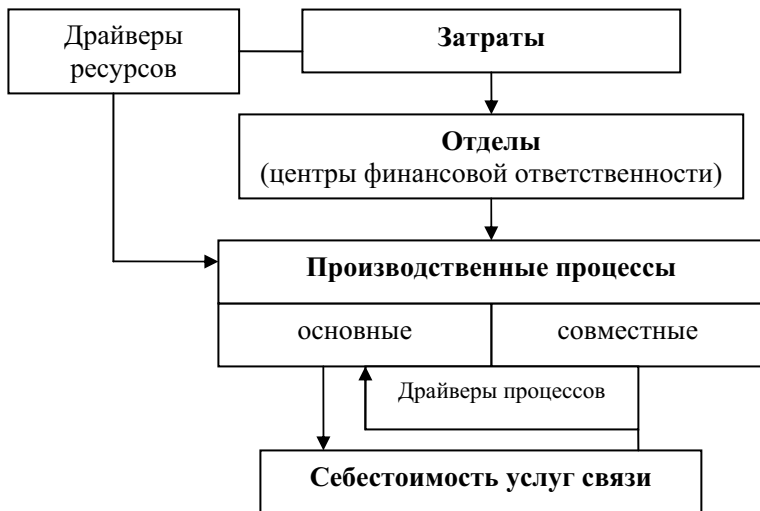 Драйверы
ресурсов
Затраты
Отделы
(центры финансовой ответственности)
Производственные процессы
основные
совместные
Драйверы процессов
Себестоимость услуг связи